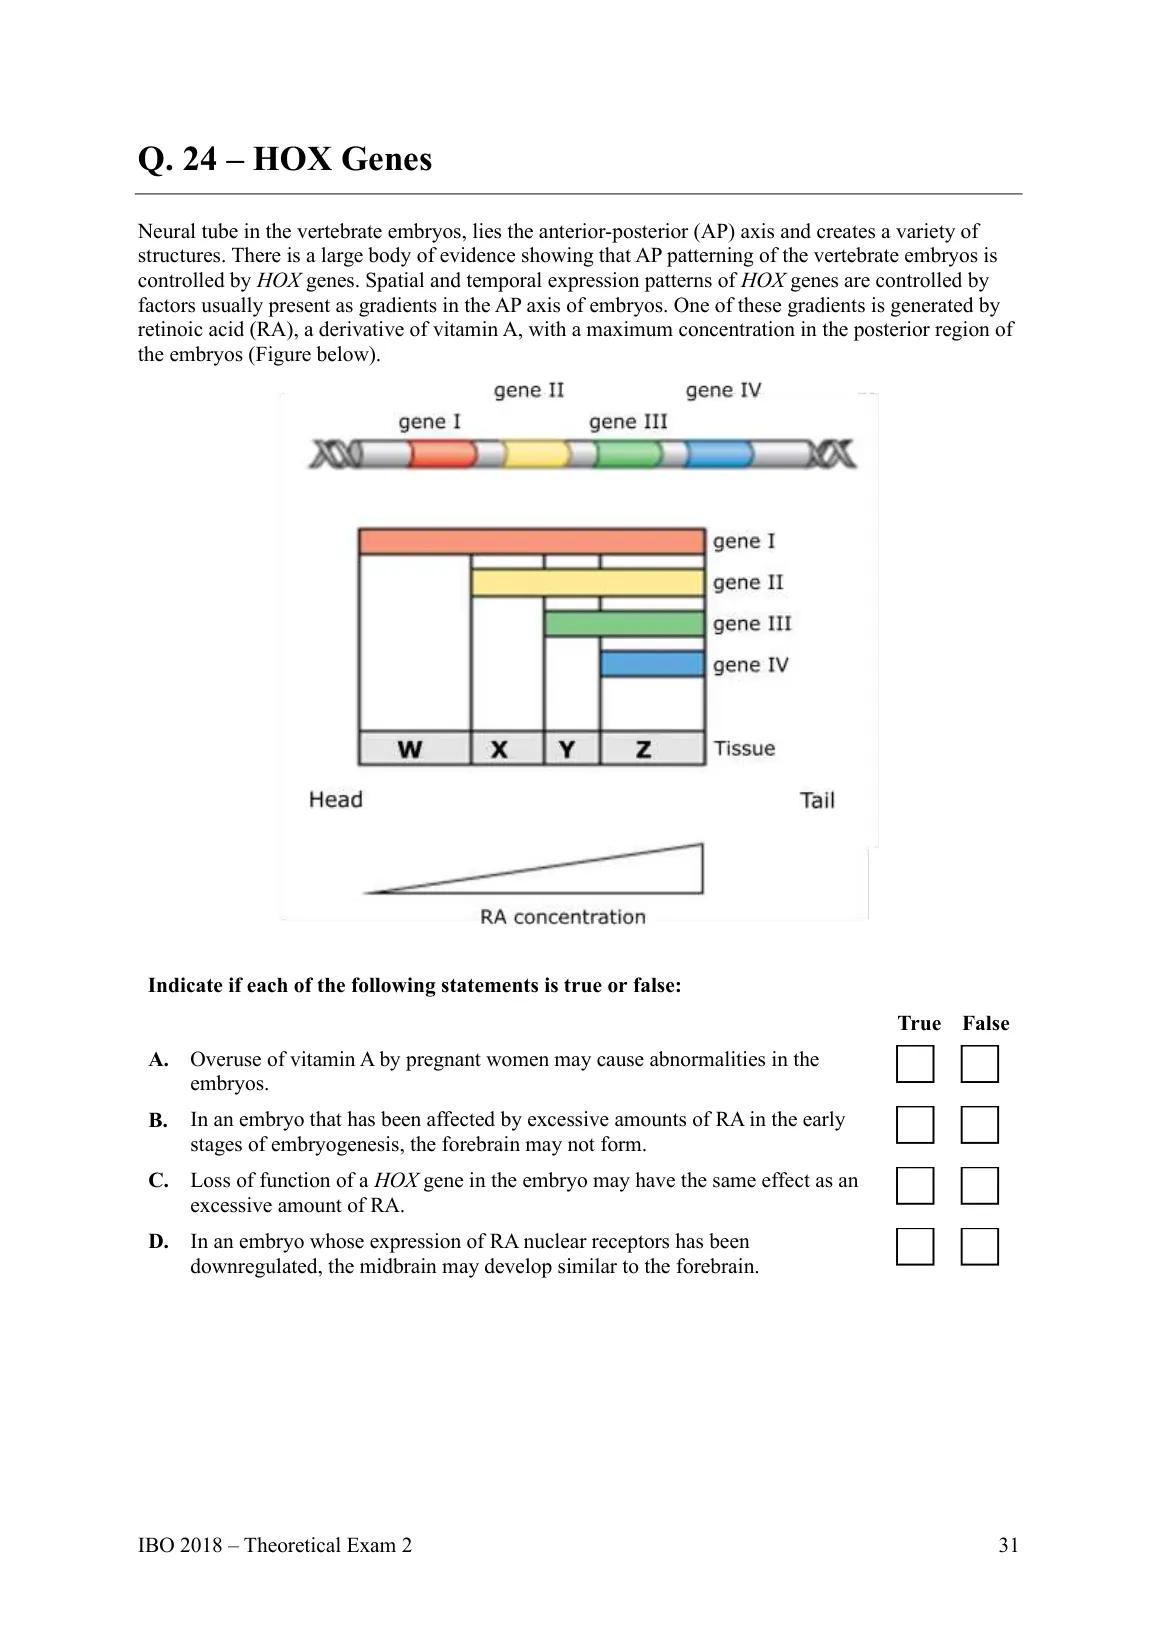 Q. 24 – HOX Genes
Neural tube in the vertebrate embryos, lies the anterior-posterior (AP) axis and creates a variety of
structures. There is a large body of evidence showing that AP patterning of the vertebrate embryos is
controlled by HOX genes. Spatial and temporal expression patterns of HOX genes are controlled by
factors usually present as gradients in the AP axis of embryos. One of these gradients is generated by
retinoic acid (RA), a derivative of vitamin A, with a maximum concentration in the posterior region of
the embryos (Figure below).
gene II gene IV
gene I gene III
gene I
gene II
gene III
gene IV
W X Y Z Tissue
Head Tail
RA concentration
Indicate if each of the following statements is true or false:
True False
A. Overuse of vitamin A by pregnant women may cause abnormalities in the
embryos.
B. In an embryo that has been affected by excessive amounts of RA in the early
stages of embryogenesis, the forebrain may not form.
C. Loss of function of a HOX gene in the embryo may have the same effect as an
excessive amount of RA.
D. In an embryo whose expression of RA nuclear receptors has been
downregulated, the midbrain may develop similar to the forebrain.
IBO 2018 – Theoretical Exam 2 31